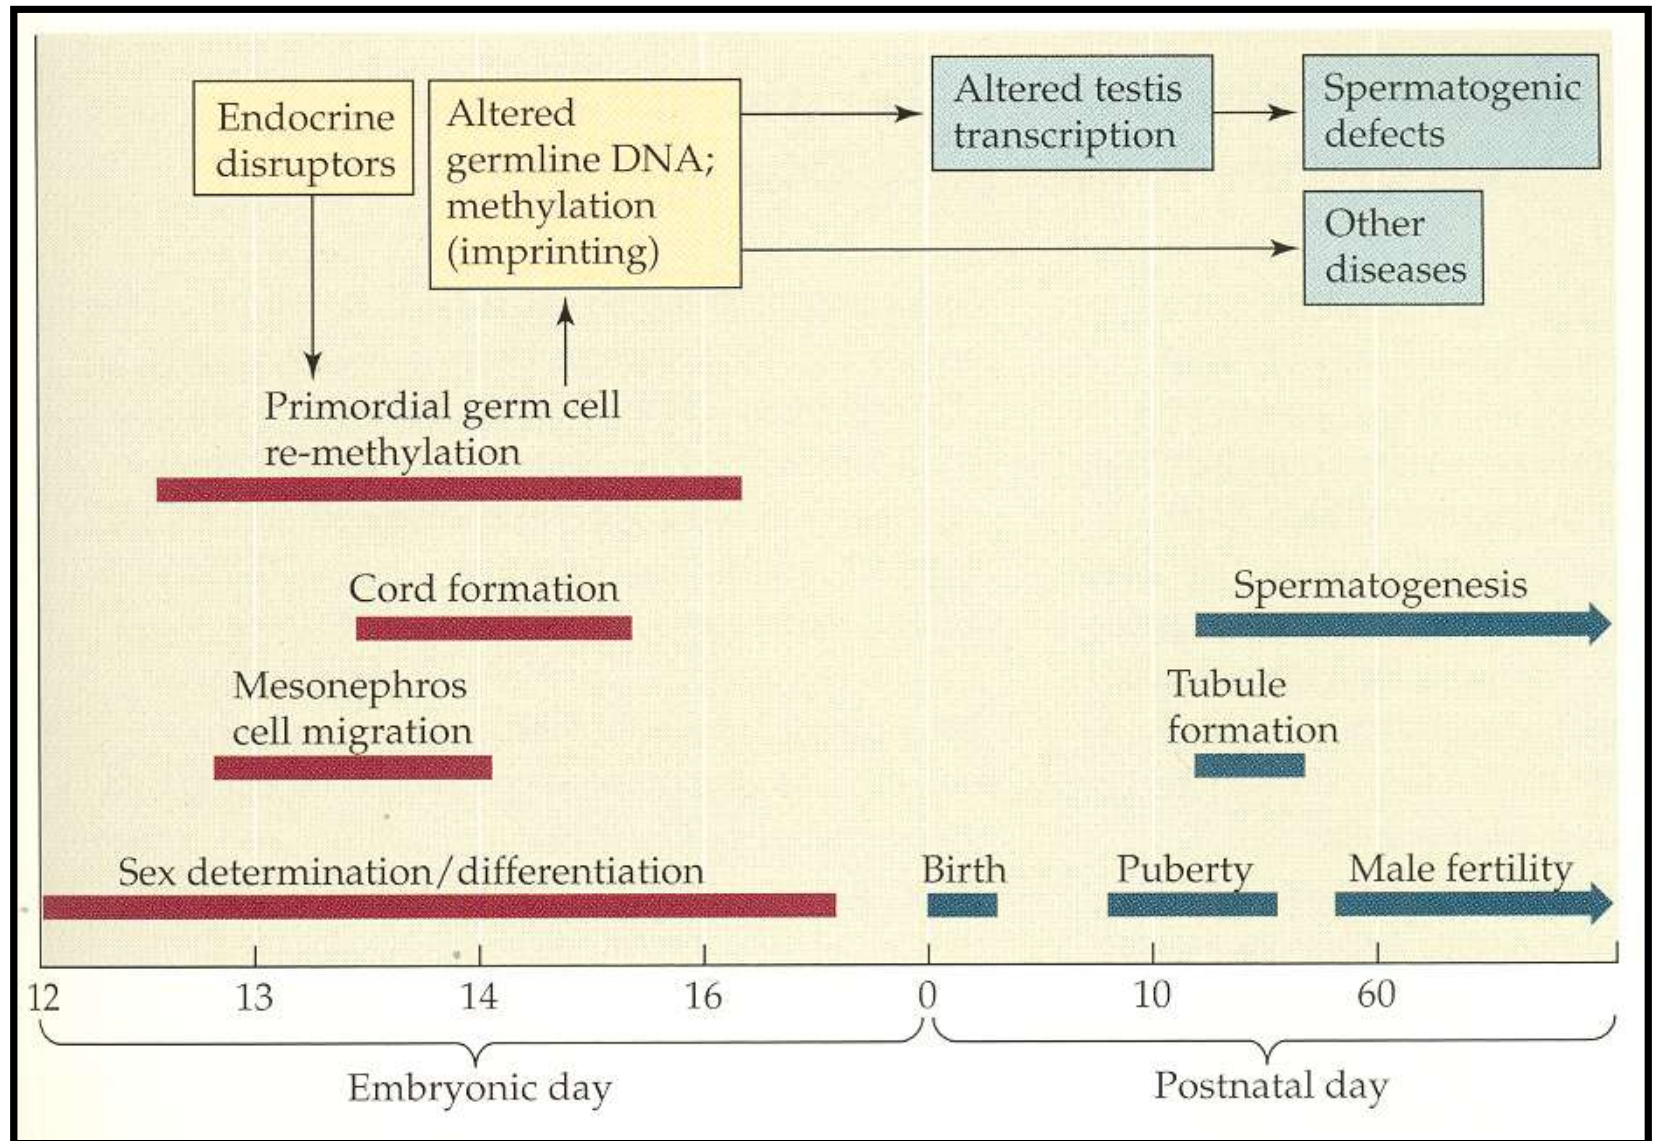 Endocrine
disruptors
Altered
germline DNA;
methylation
(imprinting)
Altered testis
transcription
Spermatogenic
defects
Other
diseases
Primordial germ cell
re-methylation
Cord formation
Spermatogenesis
Mesonephros
cell migration
Tubule
formation
Sex determination/differentiation
Birth
Puberty
Male fertility
12 13 14 16 0 10 60
Embryonic day
Postnatal day